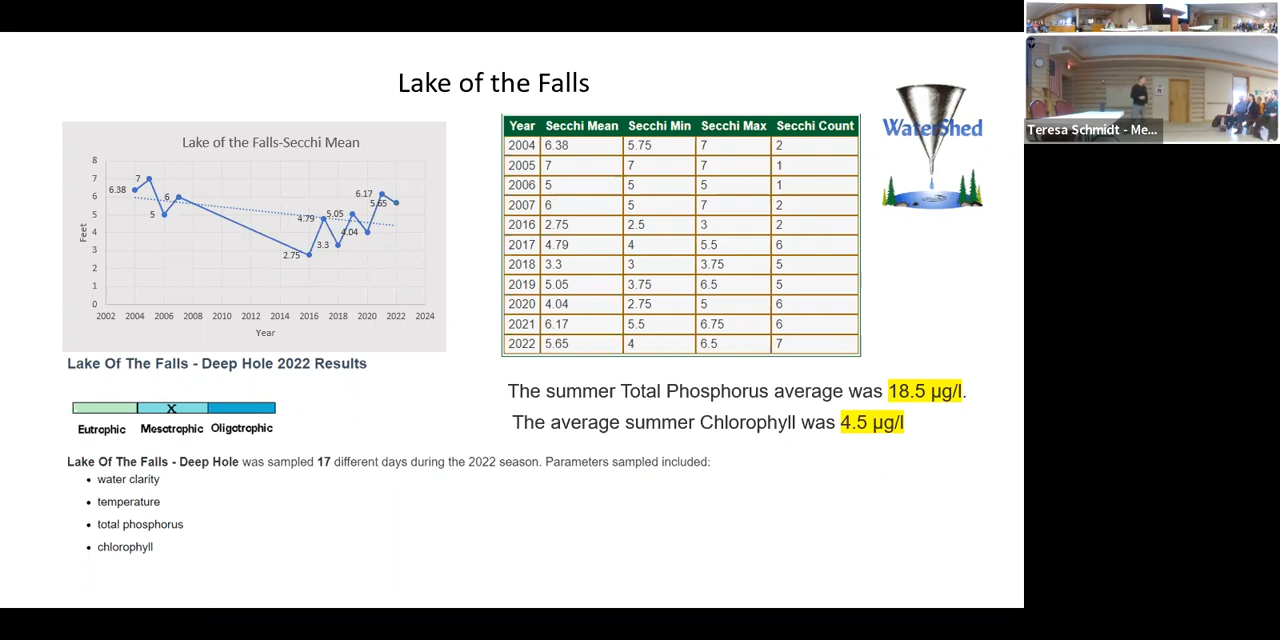 Lake of the Falls
Lake of the Falls-Secchi Mean
Feet
8
7
6
5
4
3
2
1
0
6.38
7
5
6
2.75
4.79
3.3
5.05
4.04
6.17
5.65
2002 2004 2006 2008 2010 2012 2014 2016 2018 2020 2022 2024
Year
Year Secchi Mean Secchi Min Secchi Max Secchi Count
2004 6.38 5.75 7 2
2005 7 7 7 1
2006 5 5 5 1
2007 6 5 7 2
2016 2.75 2.5 3 2
2017 4.79 4 5.5 6
2018 3.3 3 3.75 5
2019 5.05 3.75 6.5 5
2020 4.04 2.75 5 6
2021 6.17 5.5 6.75 6
2022 5.65 4 6.5 7
WaterShed
Teresa Schmidt - Me...
Lake Of The Falls - Deep Hole 2022 Results
X
Eutrophic Mesotrophic Oligotrophic
The summer Total Phosphorus average was 18.5 µg/l.
The average summer Chlorophyll was 4.5 µg/l
Lake Of The Falls - Deep Hole was sampled 17 different days during the 2022 season. Parameters sampled included:
• water clarity
• temperature
• total phosphorus
• chlorophyll